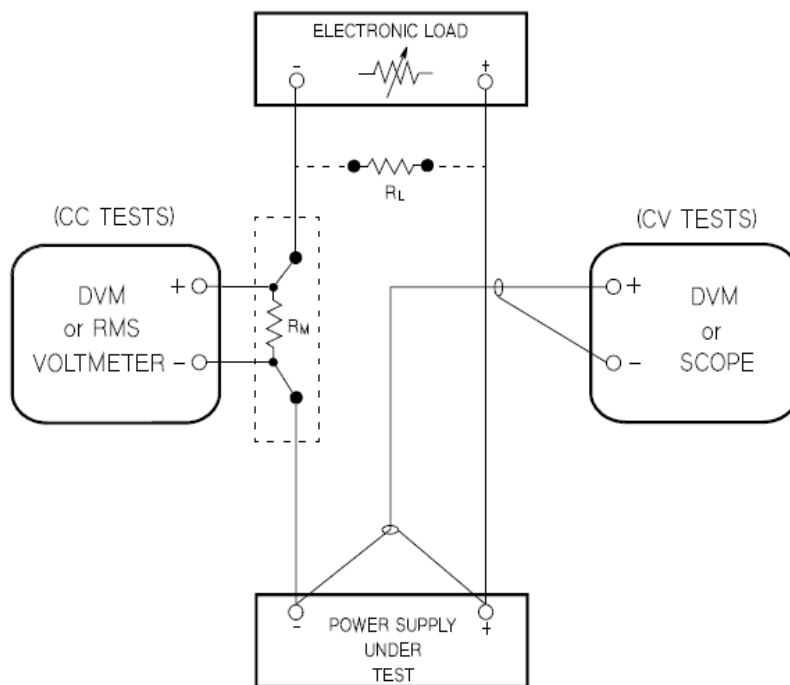 ELECTRONIC LOAD
- +
RL
(CC TESTS)
(CV TESTS)
+
DVM
or RMS
VOLTMETER -
RM
+
DVM
or
-
SCOPE
- +
POWER SUPPLY
UNDER
TEST